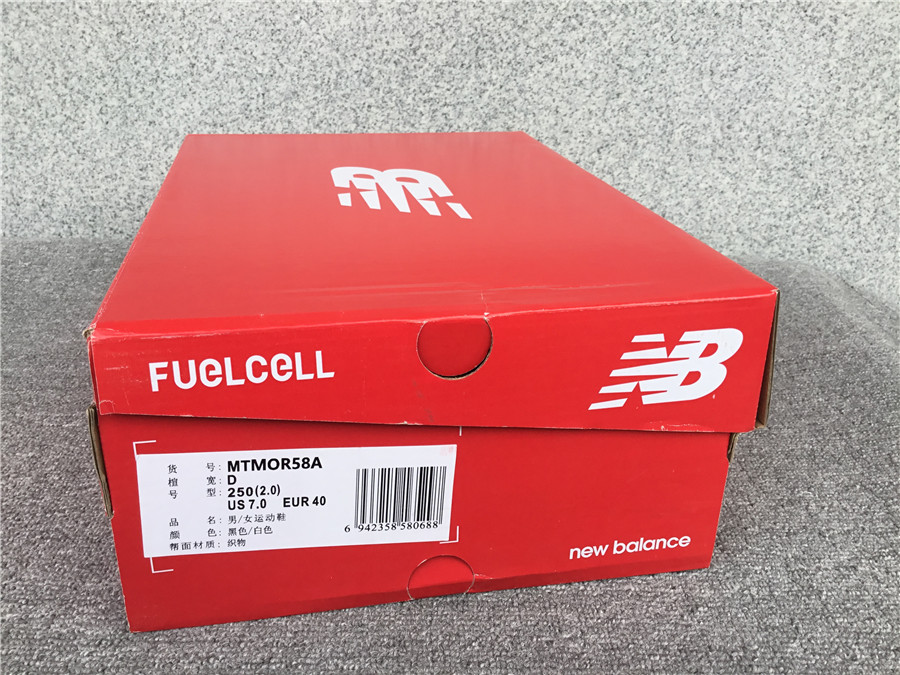 FUELCELL
NB
货 号: MTMOR58A
楦 宽: D
号 型: 250(2.0)
US 7.0 EUR 40
品 名: 男/女运动鞋
颜 色: 黑色/白色
帮面材质: 织物
6 942358 580688
new balance